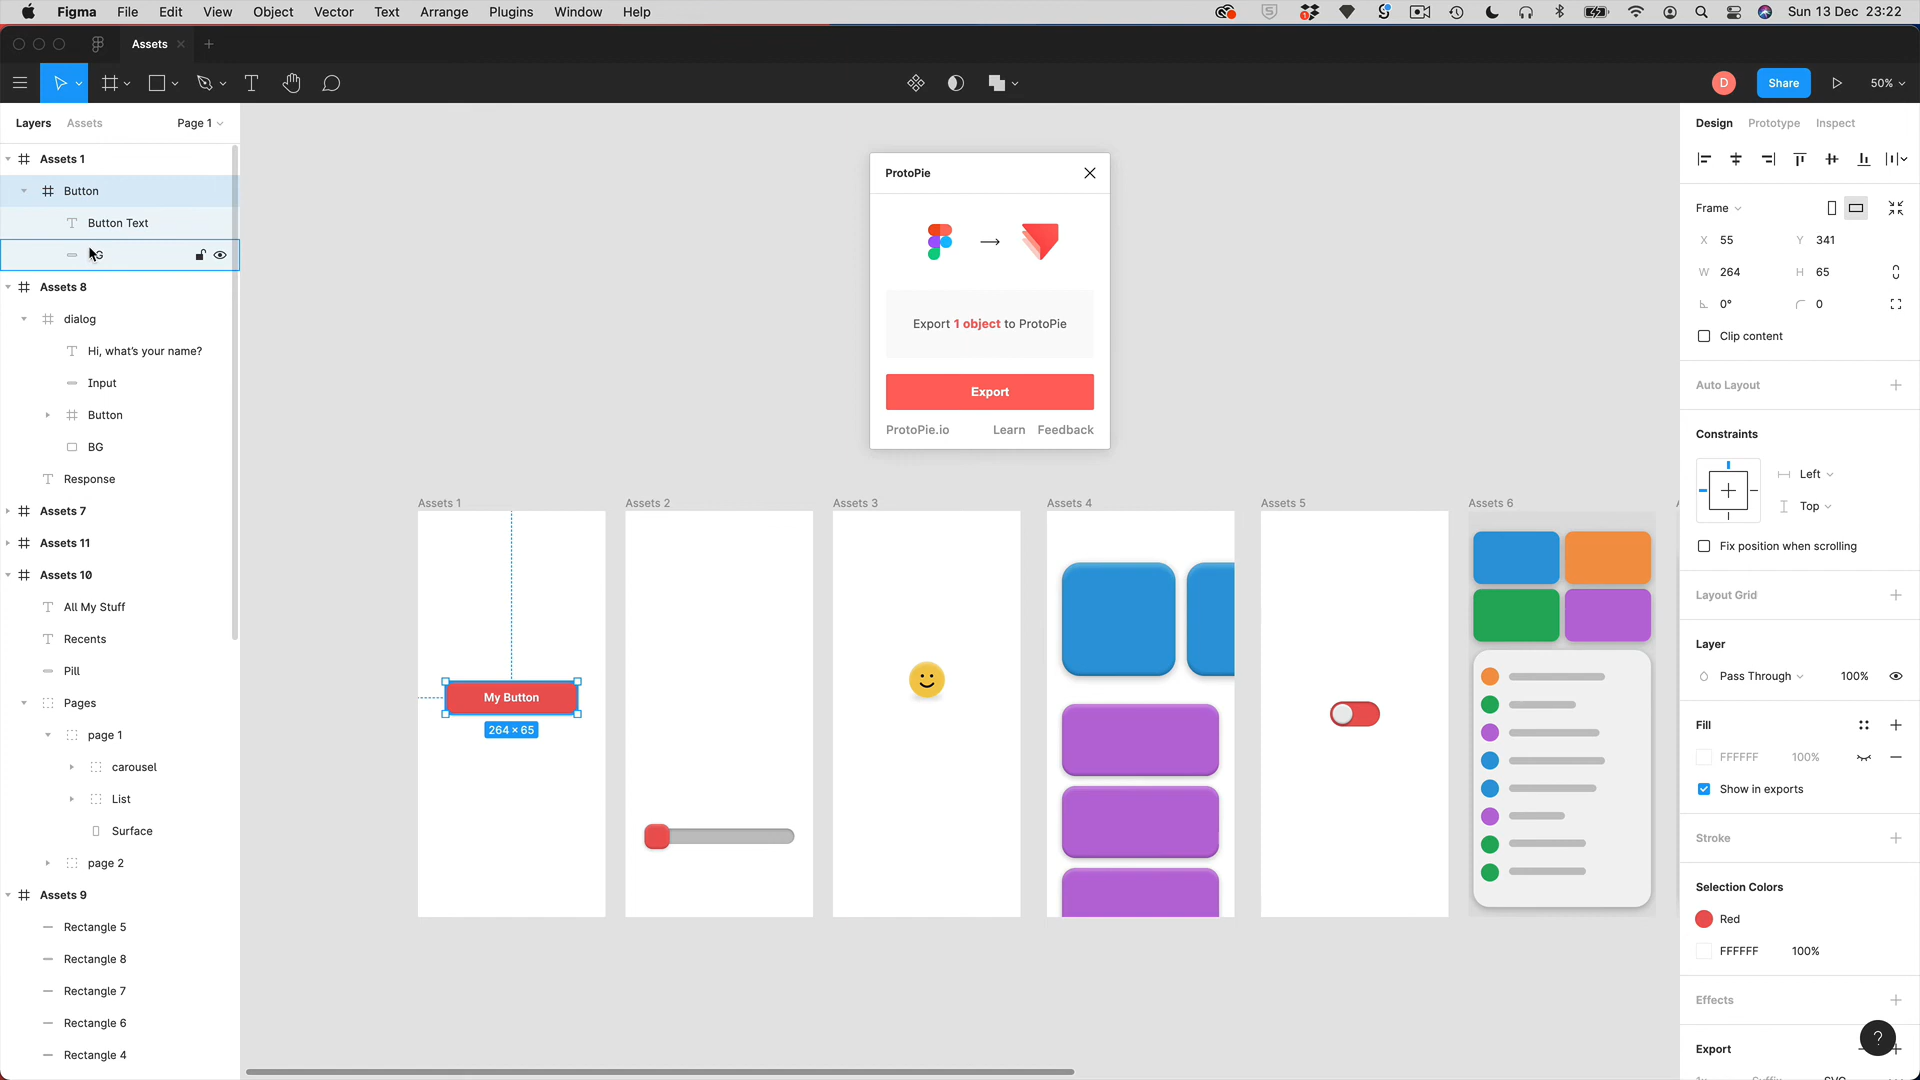 Figma File Edit View Object Vector Text Arrange Plugins Window Help
Sun 13 Dec 23:22
Assets
D
Share
50%
Layers Assets Page 1
Assets 1
Button
Button Text
Assets 8
dialog
Hi, what's your name?
Input
Button
BG
Response
Assets 7
Assets 11
Assets 10
All My Stuff
Recents
Pill
Pages
page 1
carousel
List
Surface
page 2
Assets 9
Rectangle 5
Rectangle 8
Rectangle 7
Rectangle 6
Rectangle 4
ProtoPie
Export 1 object to ProtoPie
Export
ProtoPie.io Learn Feedback
Assets 1
Assets 2
Assets 3
Assets 4
Assets 5
Assets 6
My Button
264 × 65
Design Prototype Inspect
Frame
X 55 Y 341
W 264 H 65
0° 0
Clip content
Auto Layout
Constraints
Left
Top
Fix position when scrolling
Layout Grid
Layer
Pass Through 100%
Fill
FFFFFF 100%
Show in exports
Stroke
Selection Colors
Red
FFFFFF 100%
Effects
?
Export